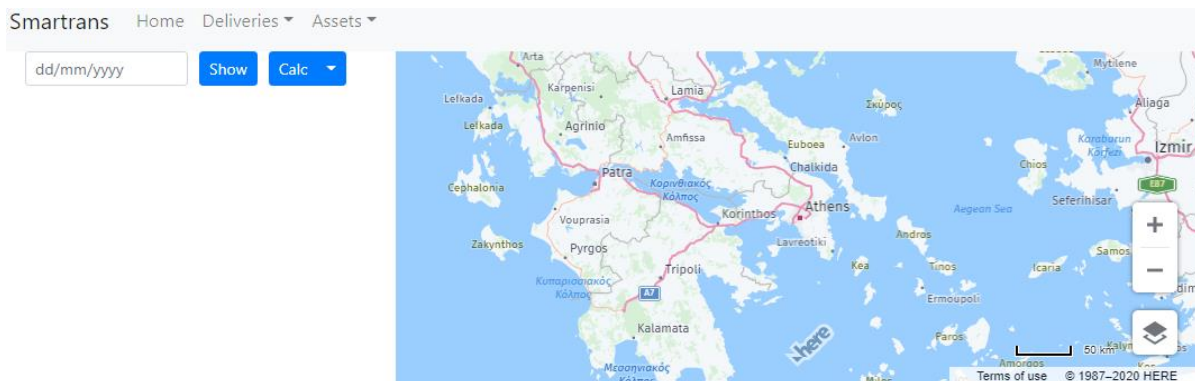 Smartrans Home Deliveries Assets
dd/mm/yyyy Show Calc
Arta
Mytilene
Karpenisi
Lamia
Lefkada
Σκύρος
Aliaga
Lefkada
Agrinio
Amfissa
Euboea
Avlon
Karaburun
Körfezi
Izmir
Chalkida
Chios
Patra
Κορινθιακός
Κόλπος
E87
Cephalonia
Seferihisar
Vouprasia
Korinthos
Athens
Aegean Sea
Zakynthos
Pyrgos
Lavreotiki
Andros
Samos
Κυπαρισσιακός
Κόλπος
Tripoli
Kea
Tinos
Icaria
A7
Ermoupoli
Kalamata
here
Paros
50 km
Μεσσηνιακός
Κόλπος
Amorgos
Terms of use © 1987–2020 HERE